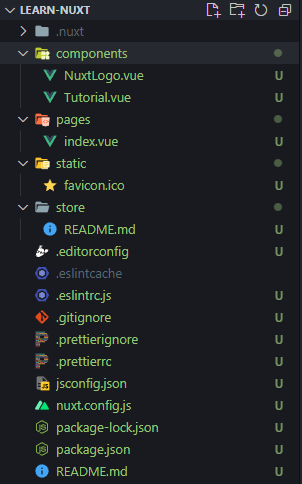 LEARN-NUXT
.nuxt
components
NuxtLogo.vue U
Tutorial.vue U
pages
index.vue U
static
favicon.ico U
store
README.md U
.editorconfig U
.eslintcache
.eslintrc.js U
.gitignore U
.prettierignore U
.prettierrc U
jsconfig.json U
nuxt.config.js U
package-lock.json U
package.json U
README.md U